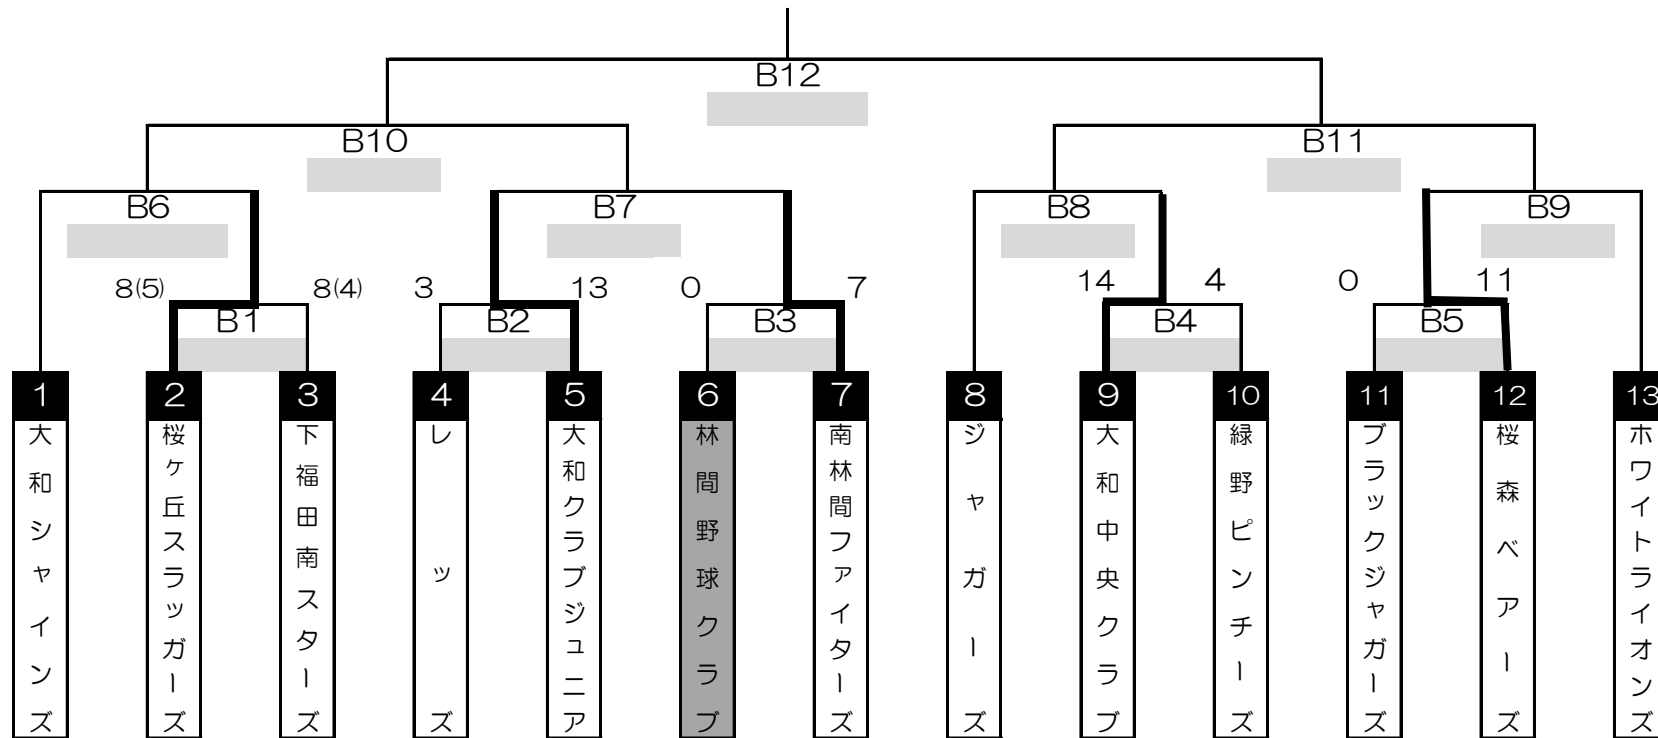 B12
B10
B11
B6
B7
B8
B9
8(5)
8(4)
3
13
0
7
14
4
0
11
B1
B2
B3
B4
B5
1
2
3
4
5
6
7
8
9
10
11
12
13
大和シャインズ
桜ヶ丘スラッガーズ
下福田南スターズ
レッズ
大和クラブジュニア
林間野球クラブ
南林間ファイターズ
ジャガーズ
大和中央クラブ
緑野ピンチーズ
ブラックジャガーズ
桜森ベアーズ
ホワイトライオンズ